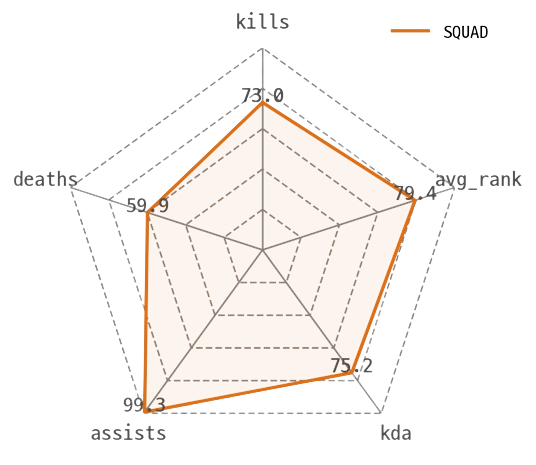 kills
SQUAD
73.0
deaths
avg_rank
79.4
59.9
75.2
99.3
assists
kda